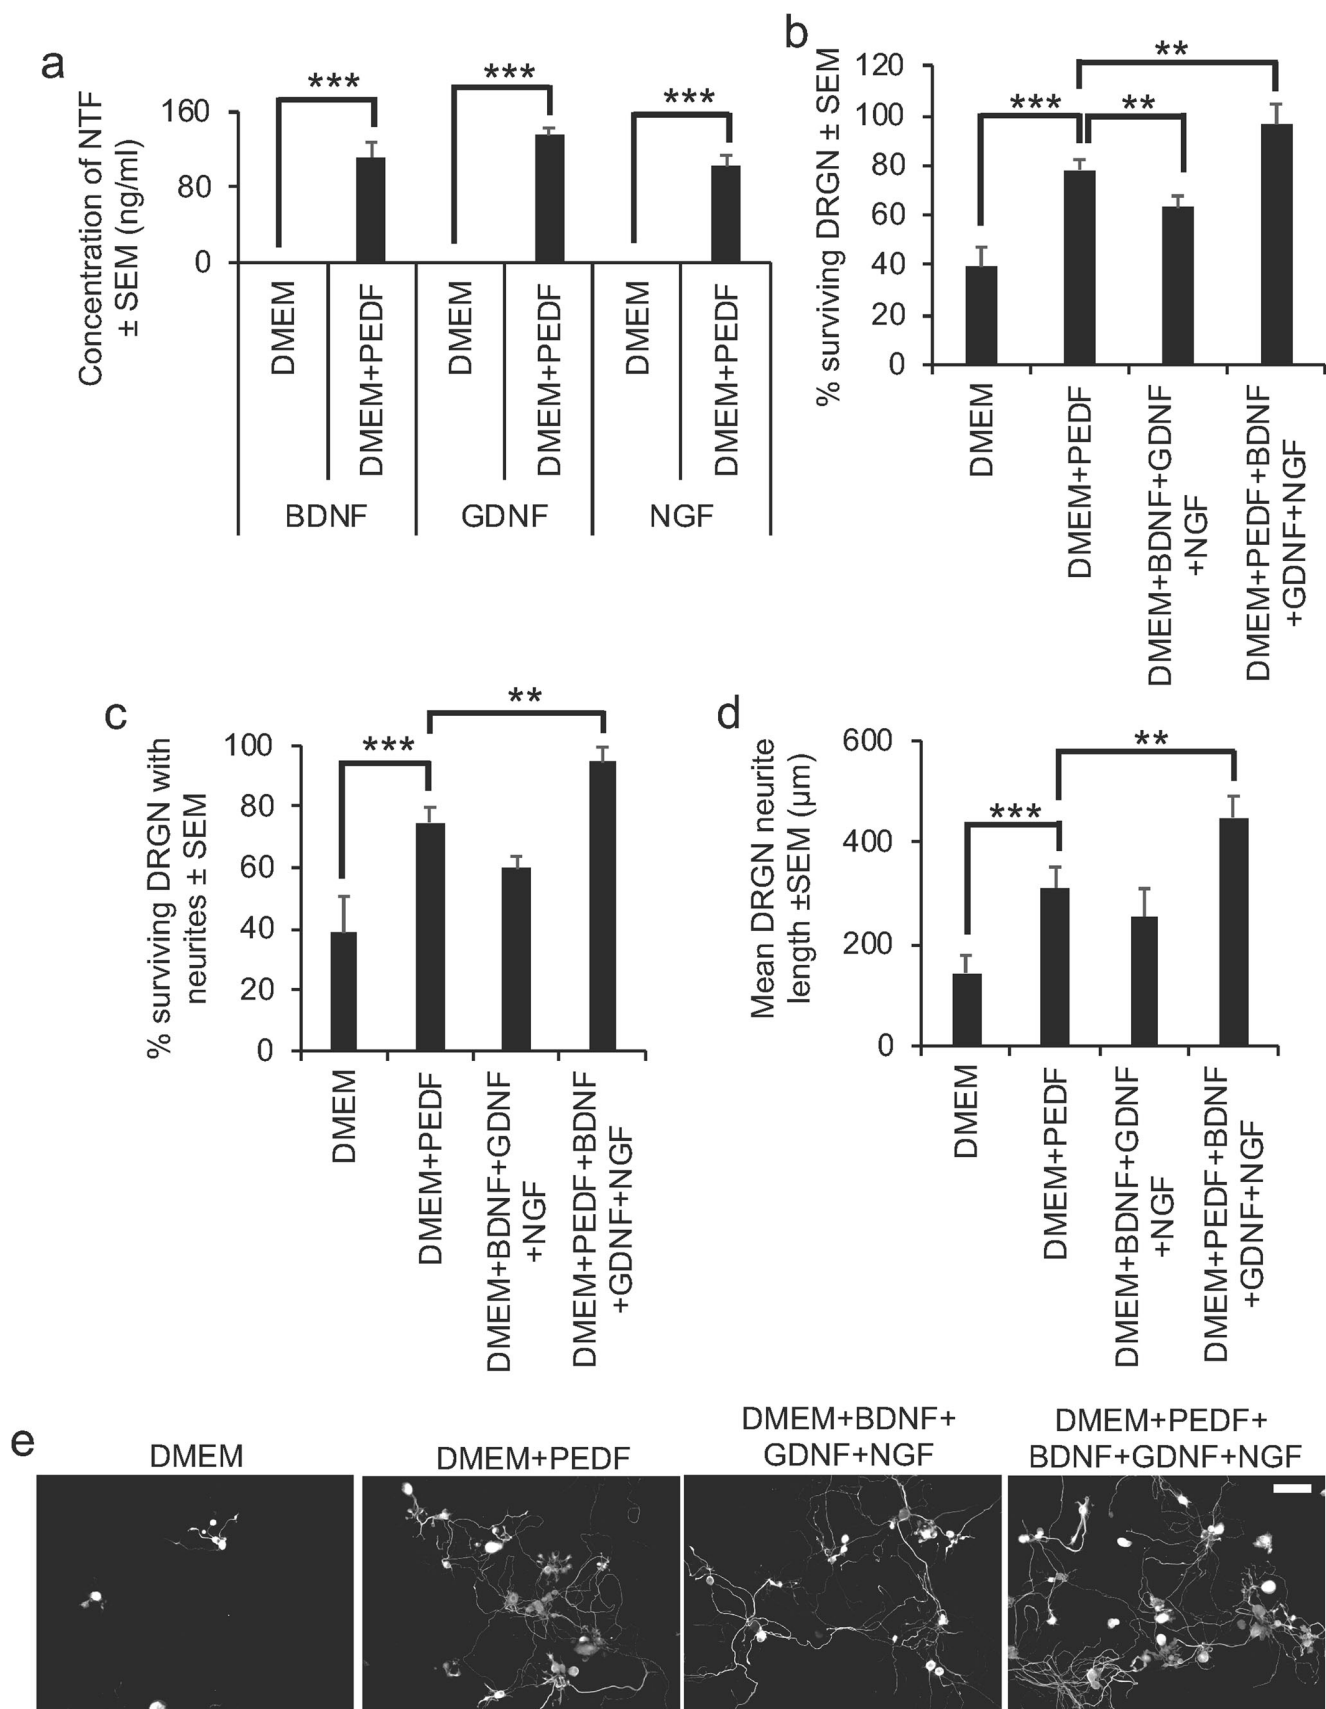 a
Concentration of NTF
± SEM (ng/ml)
160
80
0
***
***
***
DMEM
DMEM+PEDF
DMEM
DMEM+PEDF
DMEM
DMEM+PEDF
BDNF
GDNF
NGF
b
% surviving DRGN ± SEM
120
100
80
60
40
20
0
***
**
**
DMEM
DMEM+PEDF
DMEM+BDNF+GDNF
+NGF
DMEM+PEDF+BDNF
+GDNF+NGF
c
% surviving DRGN with
neurites ± SEM
100
80
60
40
20
0
***
**
DMEM
DMEM+PEDF
DMEM+BDNF+GDNF
+NGF
DMEM+PEDF+BDNF
+GDNF+NGF
d
Mean DRGN neurite
length ±SEM (µm)
600
400
200
0
***
**
DMEM
DMEM+PEDF
DMEM+BDNF+GDNF
+NGF
DMEM+PEDF+BDNF
+GDNF+NGF
e
DMEM
DMEM+PEDF
DMEM+BDNF+
GDNF+NGF
DMEM+PEDF+
BDNF+GDNF+NGF